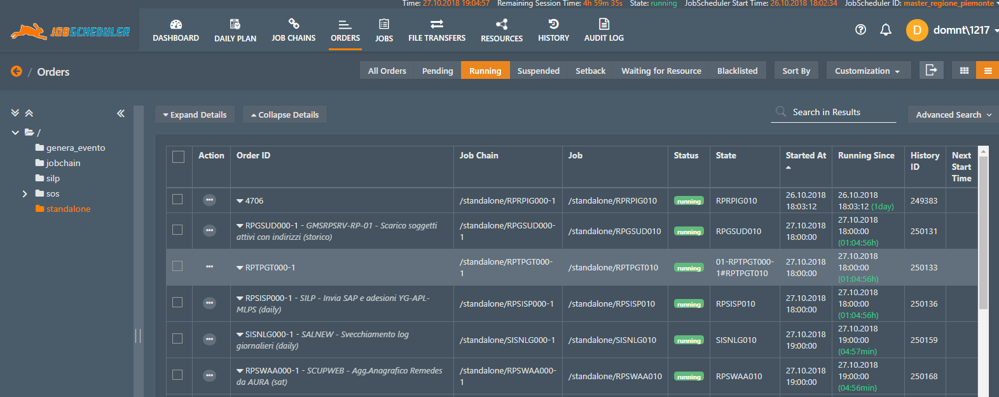 Time: 27.10.2018 19:04:57 Remaining Session Time: 4h 59m 35s State: running JobScheduler Start Time: 26.10.2018 18:02:34 JobScheduler ID: master_regione_piemonte
JOBSCHEDULER
DASHBOARD DAILY PLAN JOB CHAINS ORDERS JOBS FILE TRANSFERS RESOURCES HISTORY AUDIT LOG
D domnt\1217
/ Orders
All Orders Pending Running Suspended Setback Waiting for Resource Blacklisted Sort By Customization
Expand Details Collapse Details Search in Results Advanced Search
/
genera_evento
jobchain
silp
sos
standalone
Action Order ID Job Chain Job Status State Started At Running Since History ID Next Start Time
4706 /standalone/RPRPIG000-1 /standalone/RPRPIG010 running RPRPIG010 26.10.2018 18:03:12 26.10.2018 18:03:12 (1day) 249383
RPGSUD000-1 - GMSRPSRV-RP-01 - Scarico soggetti attivi con indirizzi (storico) /standalone/RPGSUD000-1 /standalone/RPGSUD010 running RPGSUD010 27.10.2018 18:00:00 27.10.2018 18:00:00 (01:04:56h) 250131
RPTPGT000-1 /standalone/RPTPGT000-1 /standalone/RPTPGT010 running 01-RPTPGT000-1#RPTPGT010 27.10.2018 18:00:00 27.10.2018 18:00:00 (01:04:56h) 250133
RPSISP000-1 - SILP - Invia SAP e adesioni YG-APL-MLPS (daily) /standalone/RPSISP000-1 /standalone/RPSISP010 running RPSISP010 27.10.2018 18:00:00 27.10.2018 18:00:00 (01:04:56h) 250136
SISNLG000-1 - SALNEW - Svecchiamento log giornalieri (daily) /standalone/SISNLG000-1 /standalone/SISNLG010 running SISNLG010 27.10.2018 19:00:00 27.10.2018 19:00:00 (04:57min) 250159
RPSWAA000-1 - SCUPWEB - Agg.Anagrafico Remedes da AURA (sat) /standalone/RPSWAA000-1 /standalone/RPSWAA010 running RPSWAA010 27.10.2018 19:00:00 27.10.2018 19:00:00 (04:56min) 250168